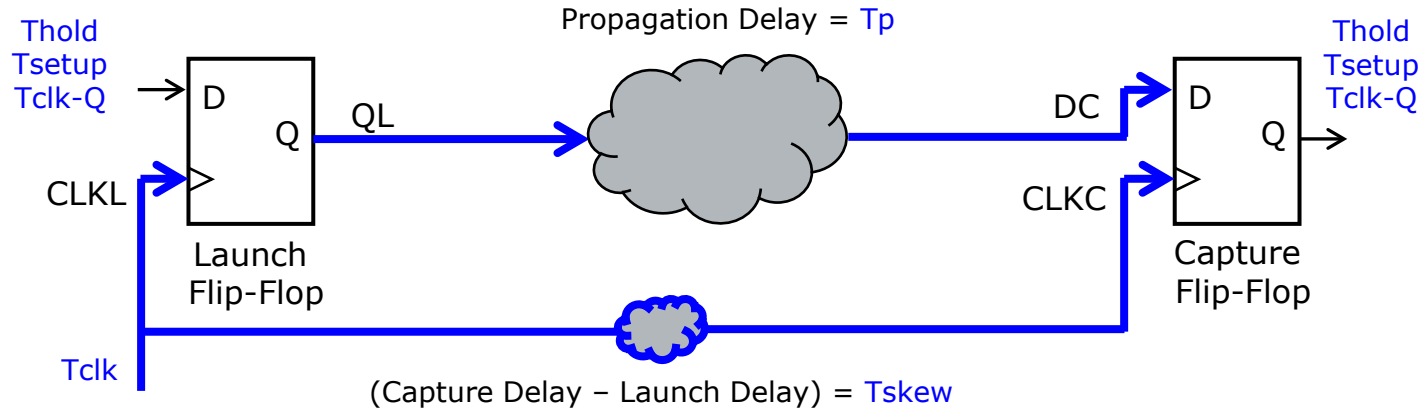 Propagation Delay = Tp
Thold
Tsetup
Tclk-Q
D
Q
QL
CLKL
Launch
Flip-Flop
DC
CLKC
Thold
Tsetup
Tclk-Q
D
Q
Capture
Flip-Flop
Tclk
(Capture Delay – Launch Delay) = Tskew